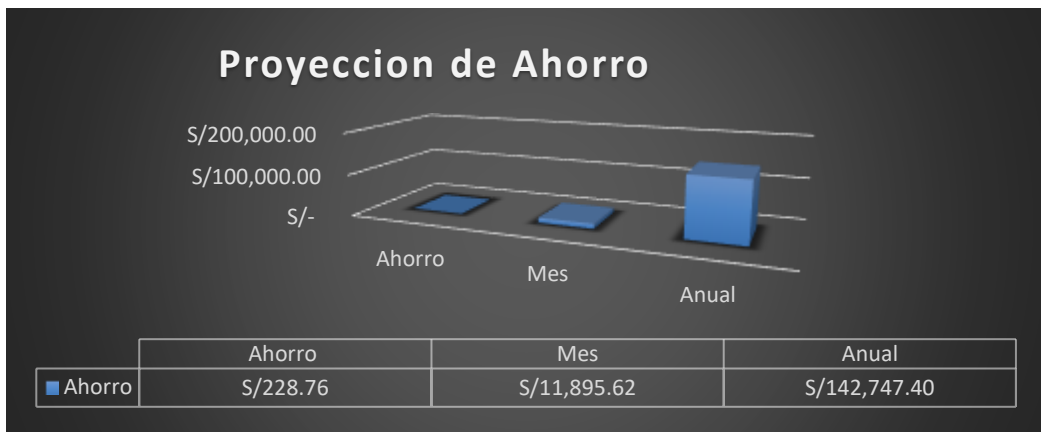 Proyeccion de Ahorro
S/200,000.00
S/100,000.00
S/-
Ahorro
Mes
Anual
Ahorro Mes Anual
Ahorro S/228.76 S/11,895.62 S/142,747.40